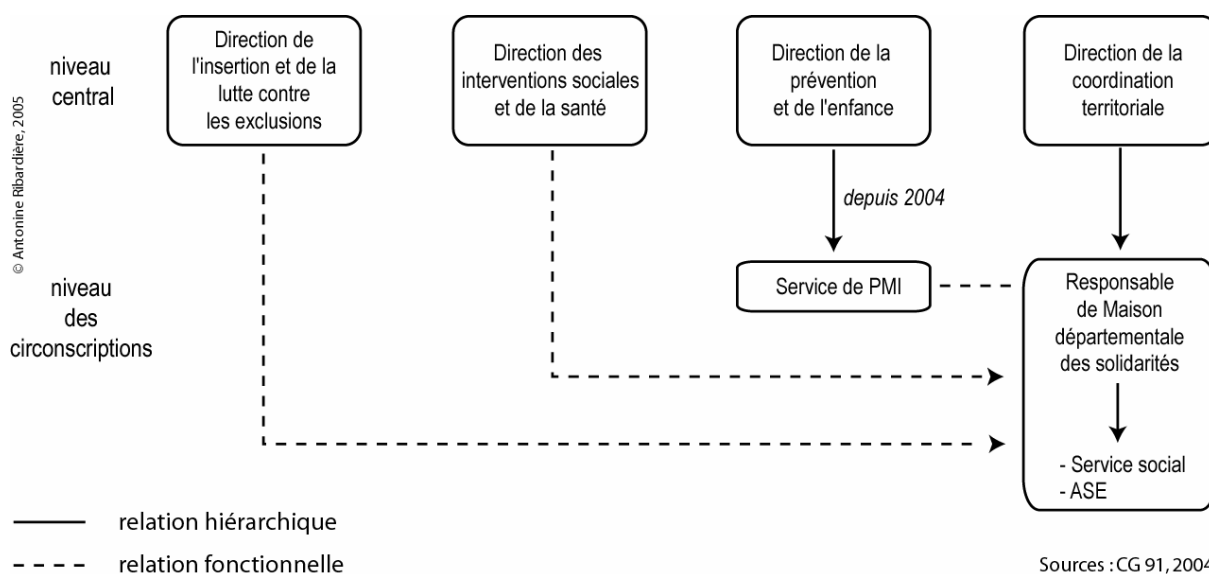 niveau
central
Direction de
l'insertion et de la
lutte contre
les exclusions
Direction des
interventions sociales
et de la santé
Direction de la
prévention
et de l'enfance
Direction de la
coordination
territoriale
© Antonine Ribardière, 2005
depuis 2004
niveau
des
circonscriptions
Service de PMI
Responsable
de Maison
départementale
des solidarités
- Service social
- ASE
relation hiérarchique
relation fonctionnelle
Sources : CG 91, 2004